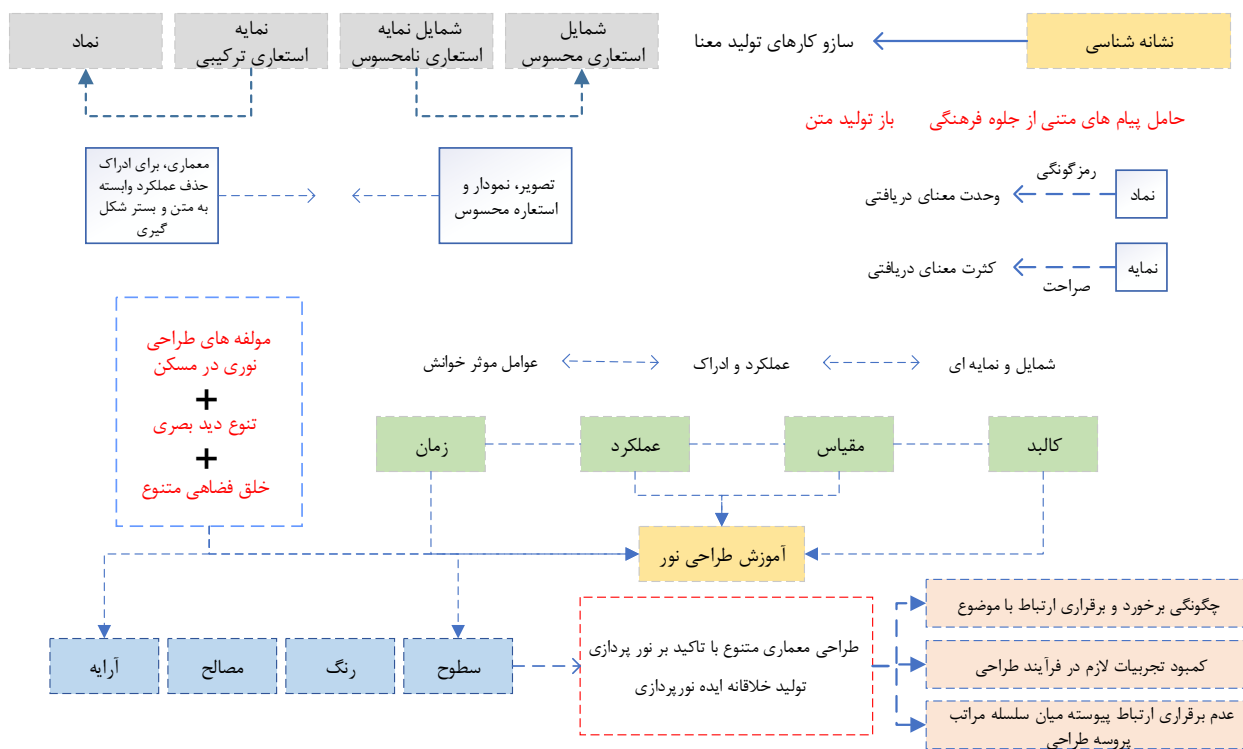 نشانه شناسی
سازو کارهای تولید معنا
شمایل
استعاری محسوس
شمایل نمایه
استعاری نامحسوس
نمایه
استعاری ترکیبی
نماد
حامل پیام های متنی از جلوه فرهنگی باز تولید متن
نماد
رمزگونگی
وحدت معنای دریافتی
نمایه
صراحت
کثرت معنای دریافتی
تصویر، نمودار و
استعاره محسوس
معماری، برای ادراک
حذف عملکرد وابسته
به متن و بستر شکل
گیری
شمایل و نمایه ای
عملکرد و ادراک
عوامل موثر خوانش
مولفه های طراحی
نوری در مسکن
+
تنوع دید بصری
+
خلق فضاهی متنوع
کالبد
مقیاس
عملکرد
زمان
آموزش طراحی نور
سطوح
رنگ
مصالح
آرایه
طراحی معماری متنوع با تاکید بر نور پردازی
تولید خلاقانه ایده نورپردازی
چگونگی برخورد و برقراری ارتباط با موضوع
کمبود تجربیات لازم در فرآیند طراحی
عدم برقراری ارتباط پیوسته میان سلسله مراتب
پروسه طراحی